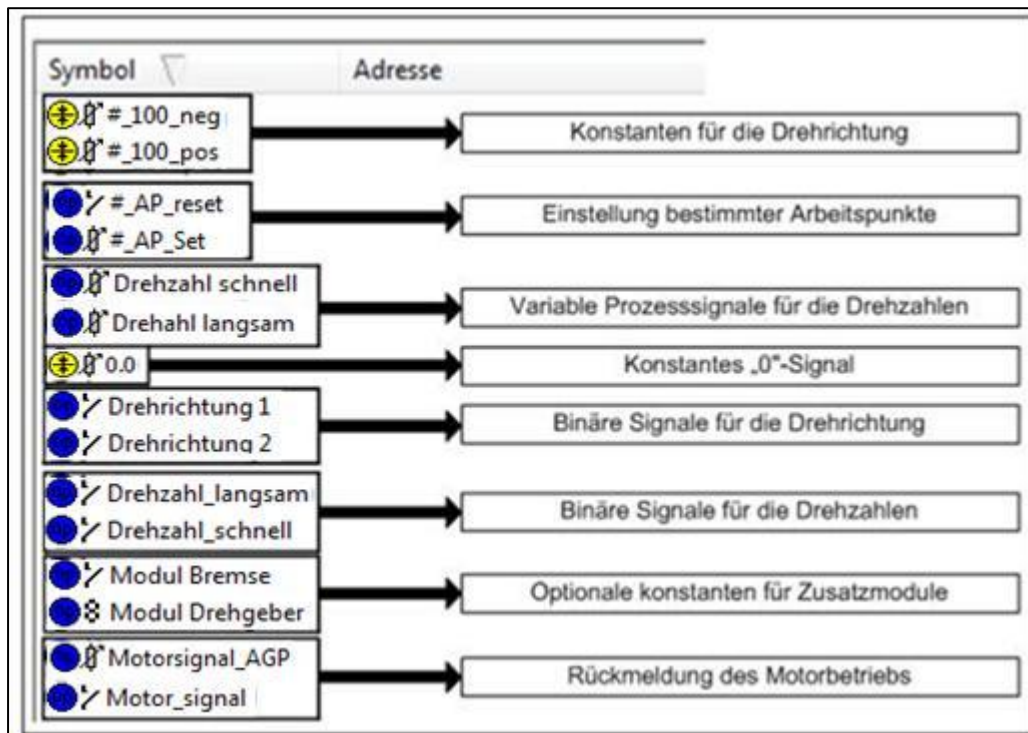 Symbol Adresse
#_100_neg
#_100_pos
Konstanten für die Drehrichtung
#_AP_reset
#_AP_Set
Einstellung bestimmter Arbeitspunkte
Drehzahl schnell
Drehahl langsam
Variable Prozesssignale für die Drehzahlen
0.0
Konstantes „0"-Signal
Drehrichtung 1
Drehrichtung 2
Binäre Signale für die Drehrichtung
Drehzahl_langsam
Drehzahl_schnell
Binäre Signale für die Drehzahlen
Modul Bremse
Modul Drehgeber
Optionale konstanten für Zusatzmodule
Motorsignal_AGP
Motor_signal
Rückmeldung des Motorbetriebs